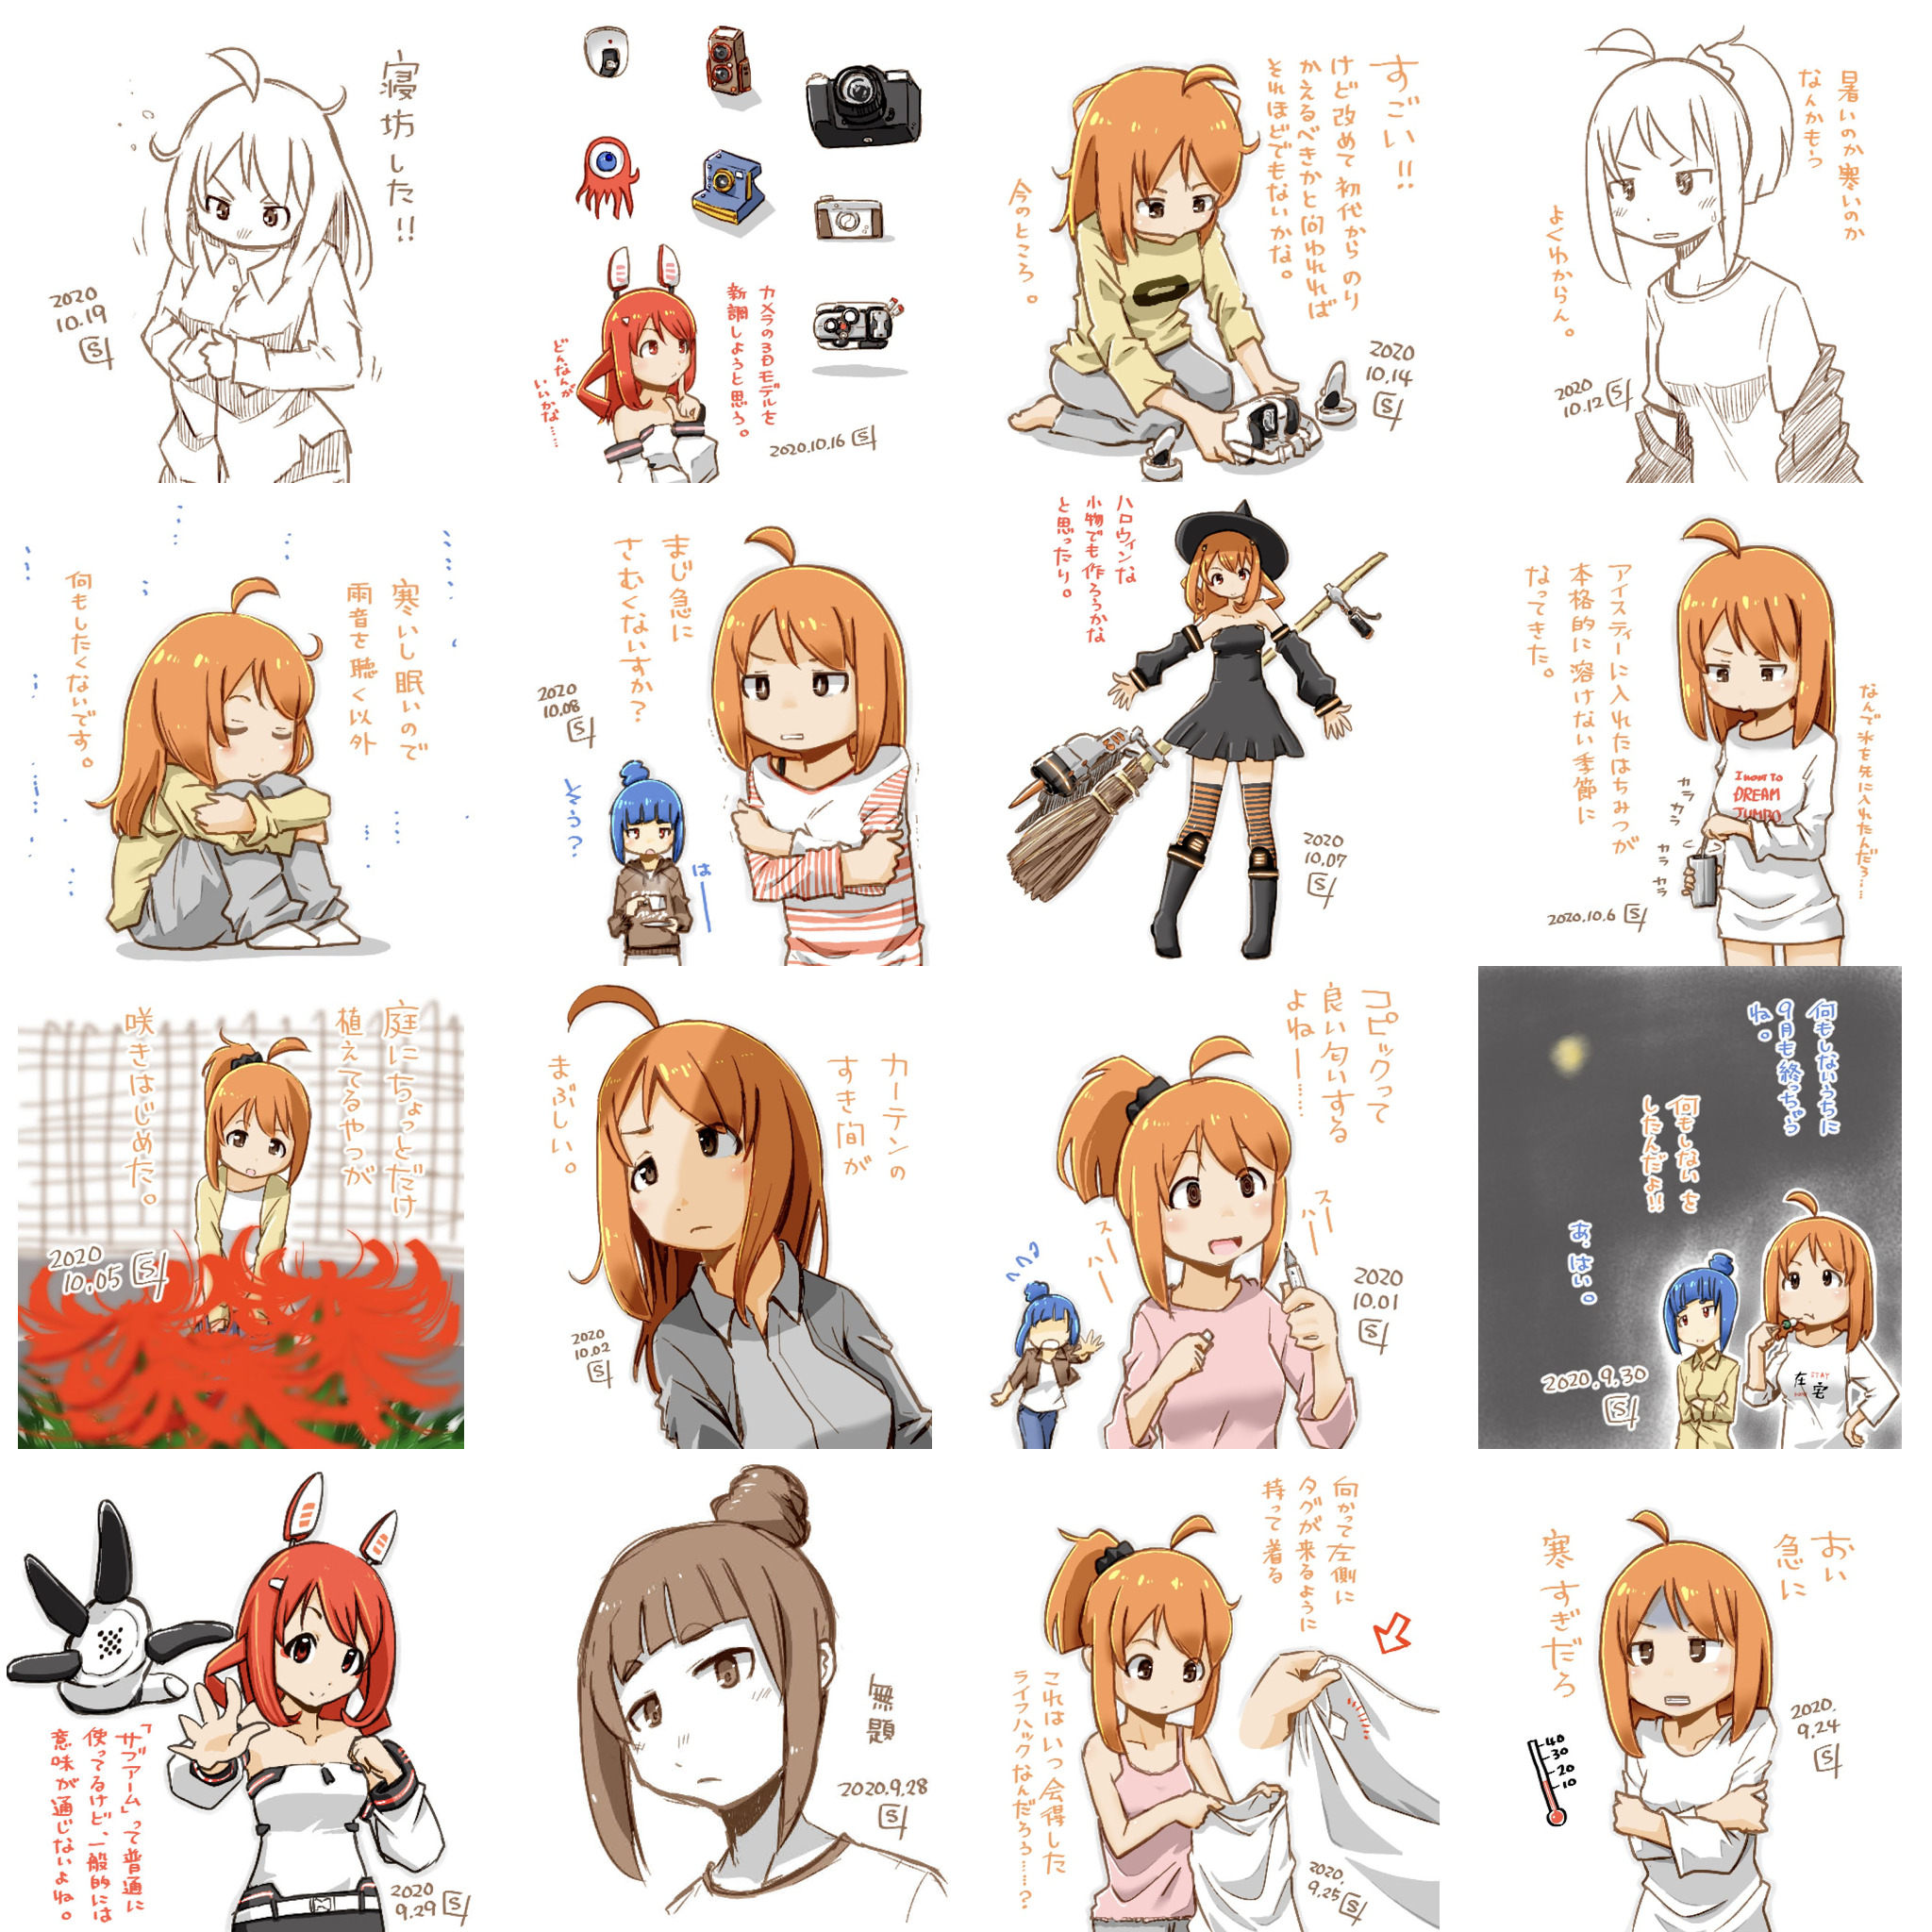 寝坊した!!
2020
10.19
カメラの3Dモデルを
新調しようと思う。
どんなんが
いいかな……
2020.10.16
すごい!!
けど改めて初代からのり
かえるべきかと問われれば
それほどでもないかな。
今のところ。
2020
10.14
暑いのか寒いのか
なんかもう
よくわからん。
2020
10.12
寒いし眠いので
雨音を聴く以外
何もしたくないです。
まじ急に
さむくないすか?
2020
10.08
そう?
はー
ハロウィンな
小物でも作ろうかな
と思ったり。
2020
10.07
アイスティーに入れたはちみつが
本格的に溶けない季節に
なってきた。
なんで氷を先に入れたんだろ…
I want to
DREAM
JUMBO
カラカラ
カラカラ
2020.10.6
庭にちょっとだけ
植えてるやつが
咲きはじめた。
2020
10.05
カーテンの
すき間が
まぶしい。
2020
10.02
コピックって
良い匂いする
よねー……
スー
ハー
スー
ハー
2020
10.01
何もしないうちに
9月も終っちゃう
ね。
何もしないを
したんだよ!!
あ、はい。
STAY
在宅
2020.9.30
「サブアーム」って普通に
使ってるけど、一般的には
意味が通じないよね。
2020
9.29
無題
2020.9.28
向かって左側に
タグが来るように
持って着る
これはいつ会得した
ライフハックなんだろう……?
2020.
9.25
おい
急に
寒すぎだろ
40
30
20
10
2020.
9.24